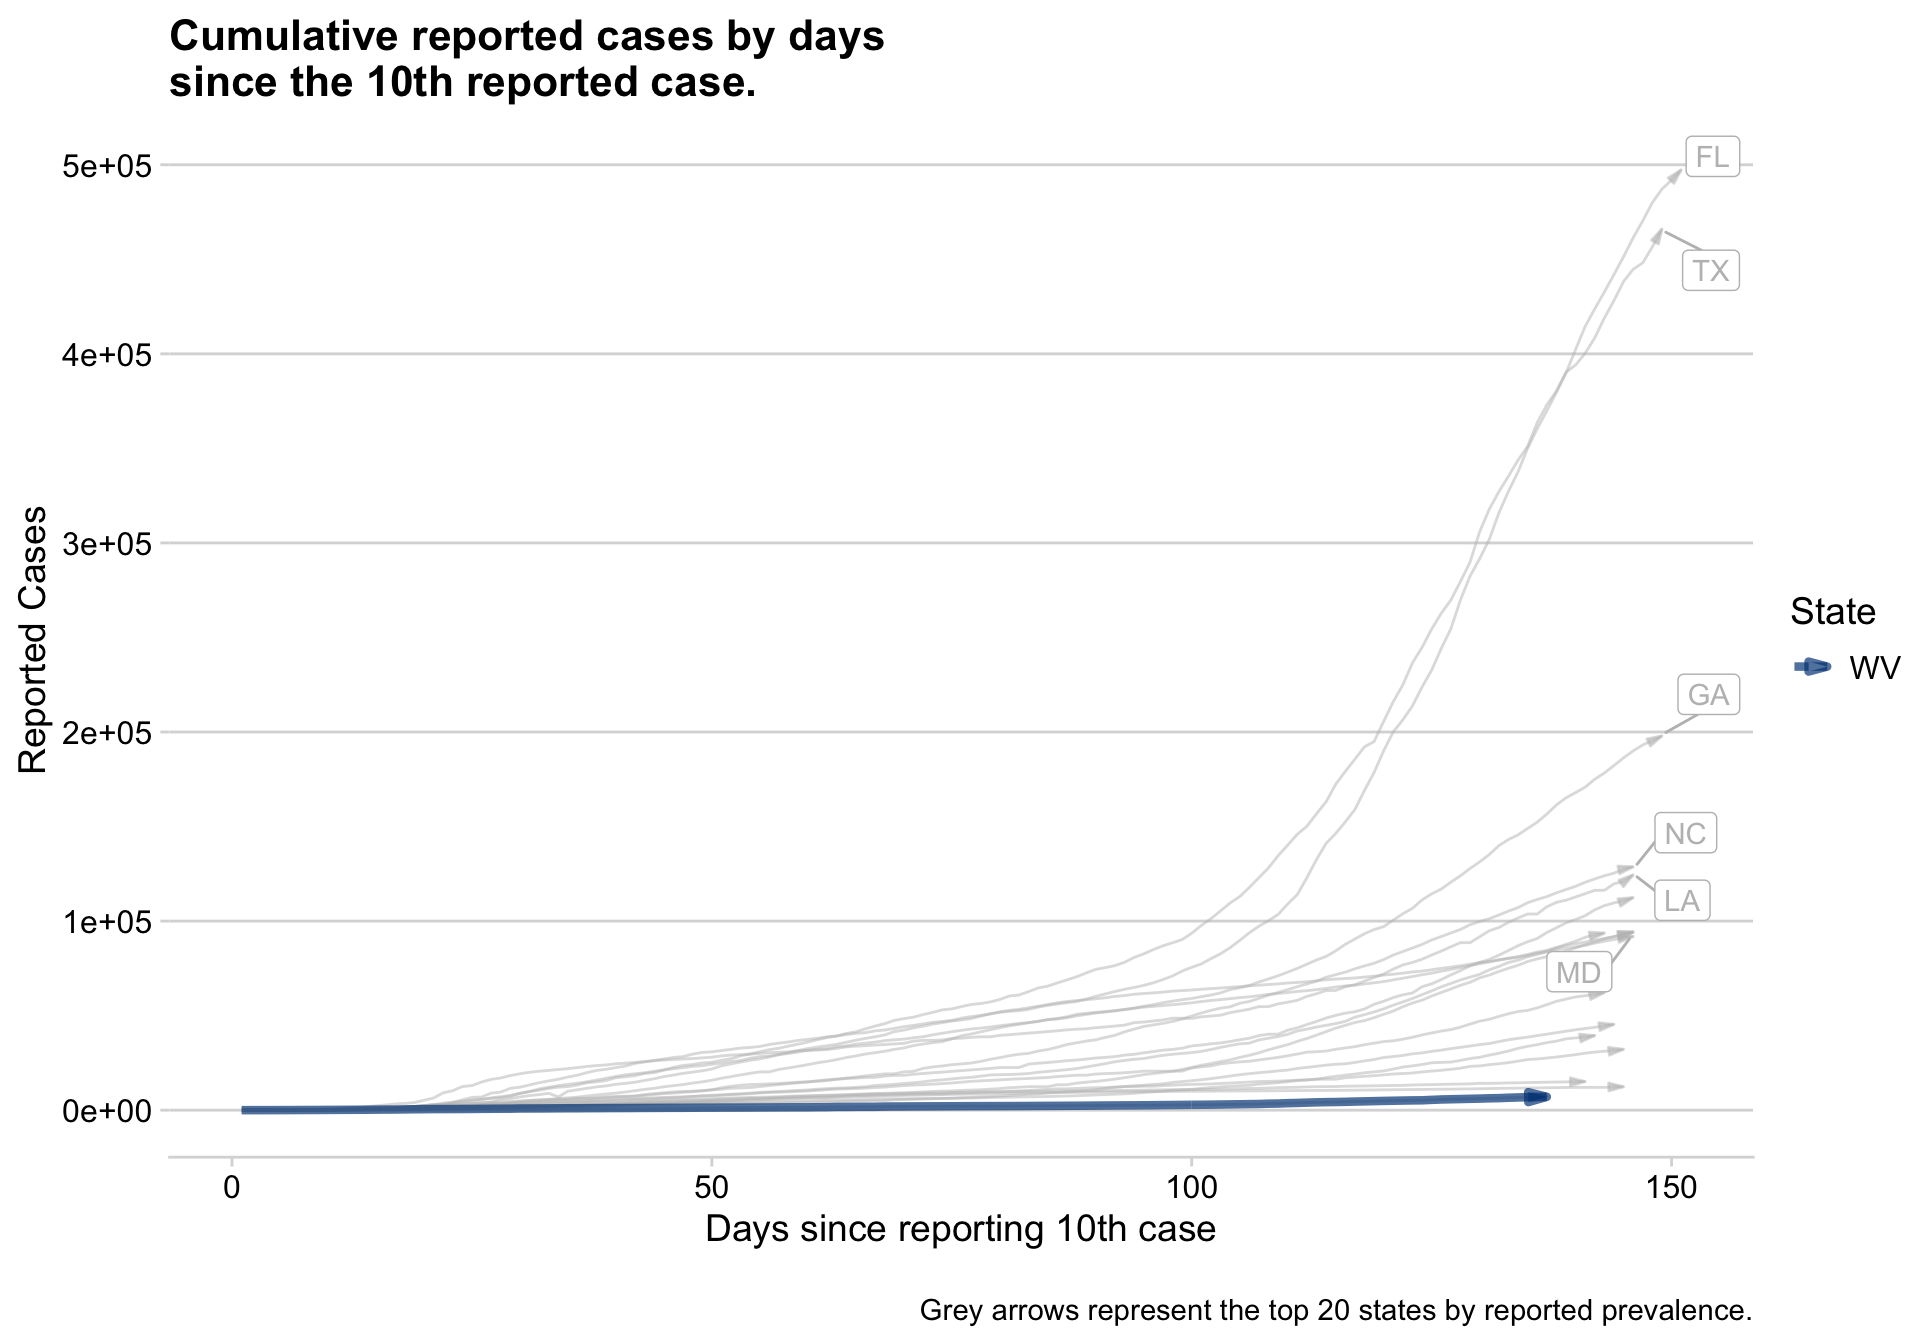 Cumulative reported cases by days
since the 10th reported case.
5e+05
4e+05
3e+05
2e+05
1e+05
0e+00
Reported Cases
FL
TX
GA
NC
LA
MD
State
WV
0 50 100 150
Days since reporting 10th case
Grey arrows represent the top 20 states by reported prevalence.